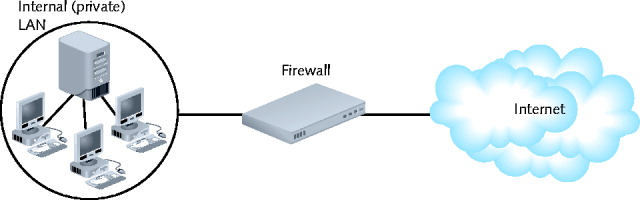 Internal (private)
LAN
Firewall
Internet